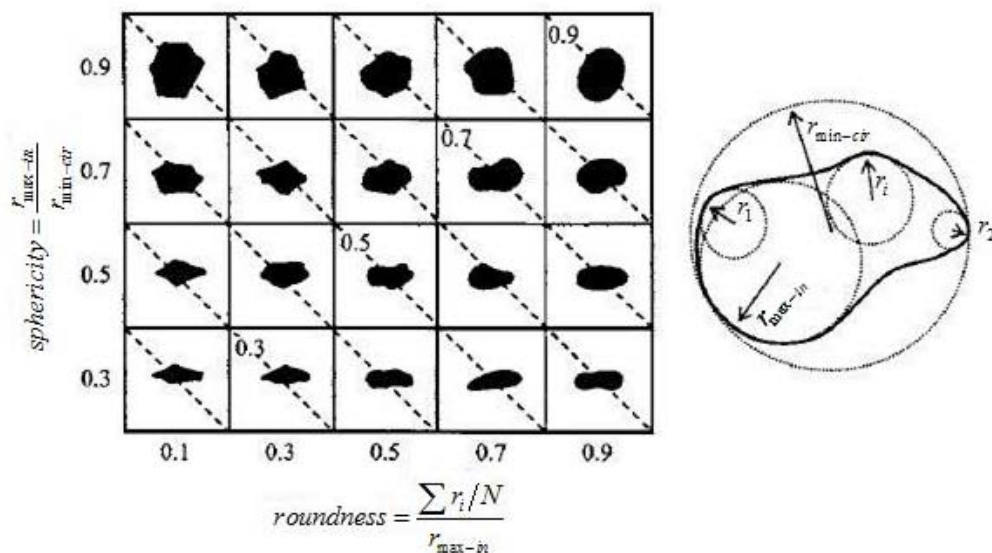 0.9
0.7
0.5
0.3
sphericity = r_max-in / r_min-cir
0.9
0.7
0.5
0.3
0.1 0.3 0.5 0.7 0.9
roundness = ∑ r_i/N / r_max-in
r_min-cir
r_i
r_1
r_2
r_max-in